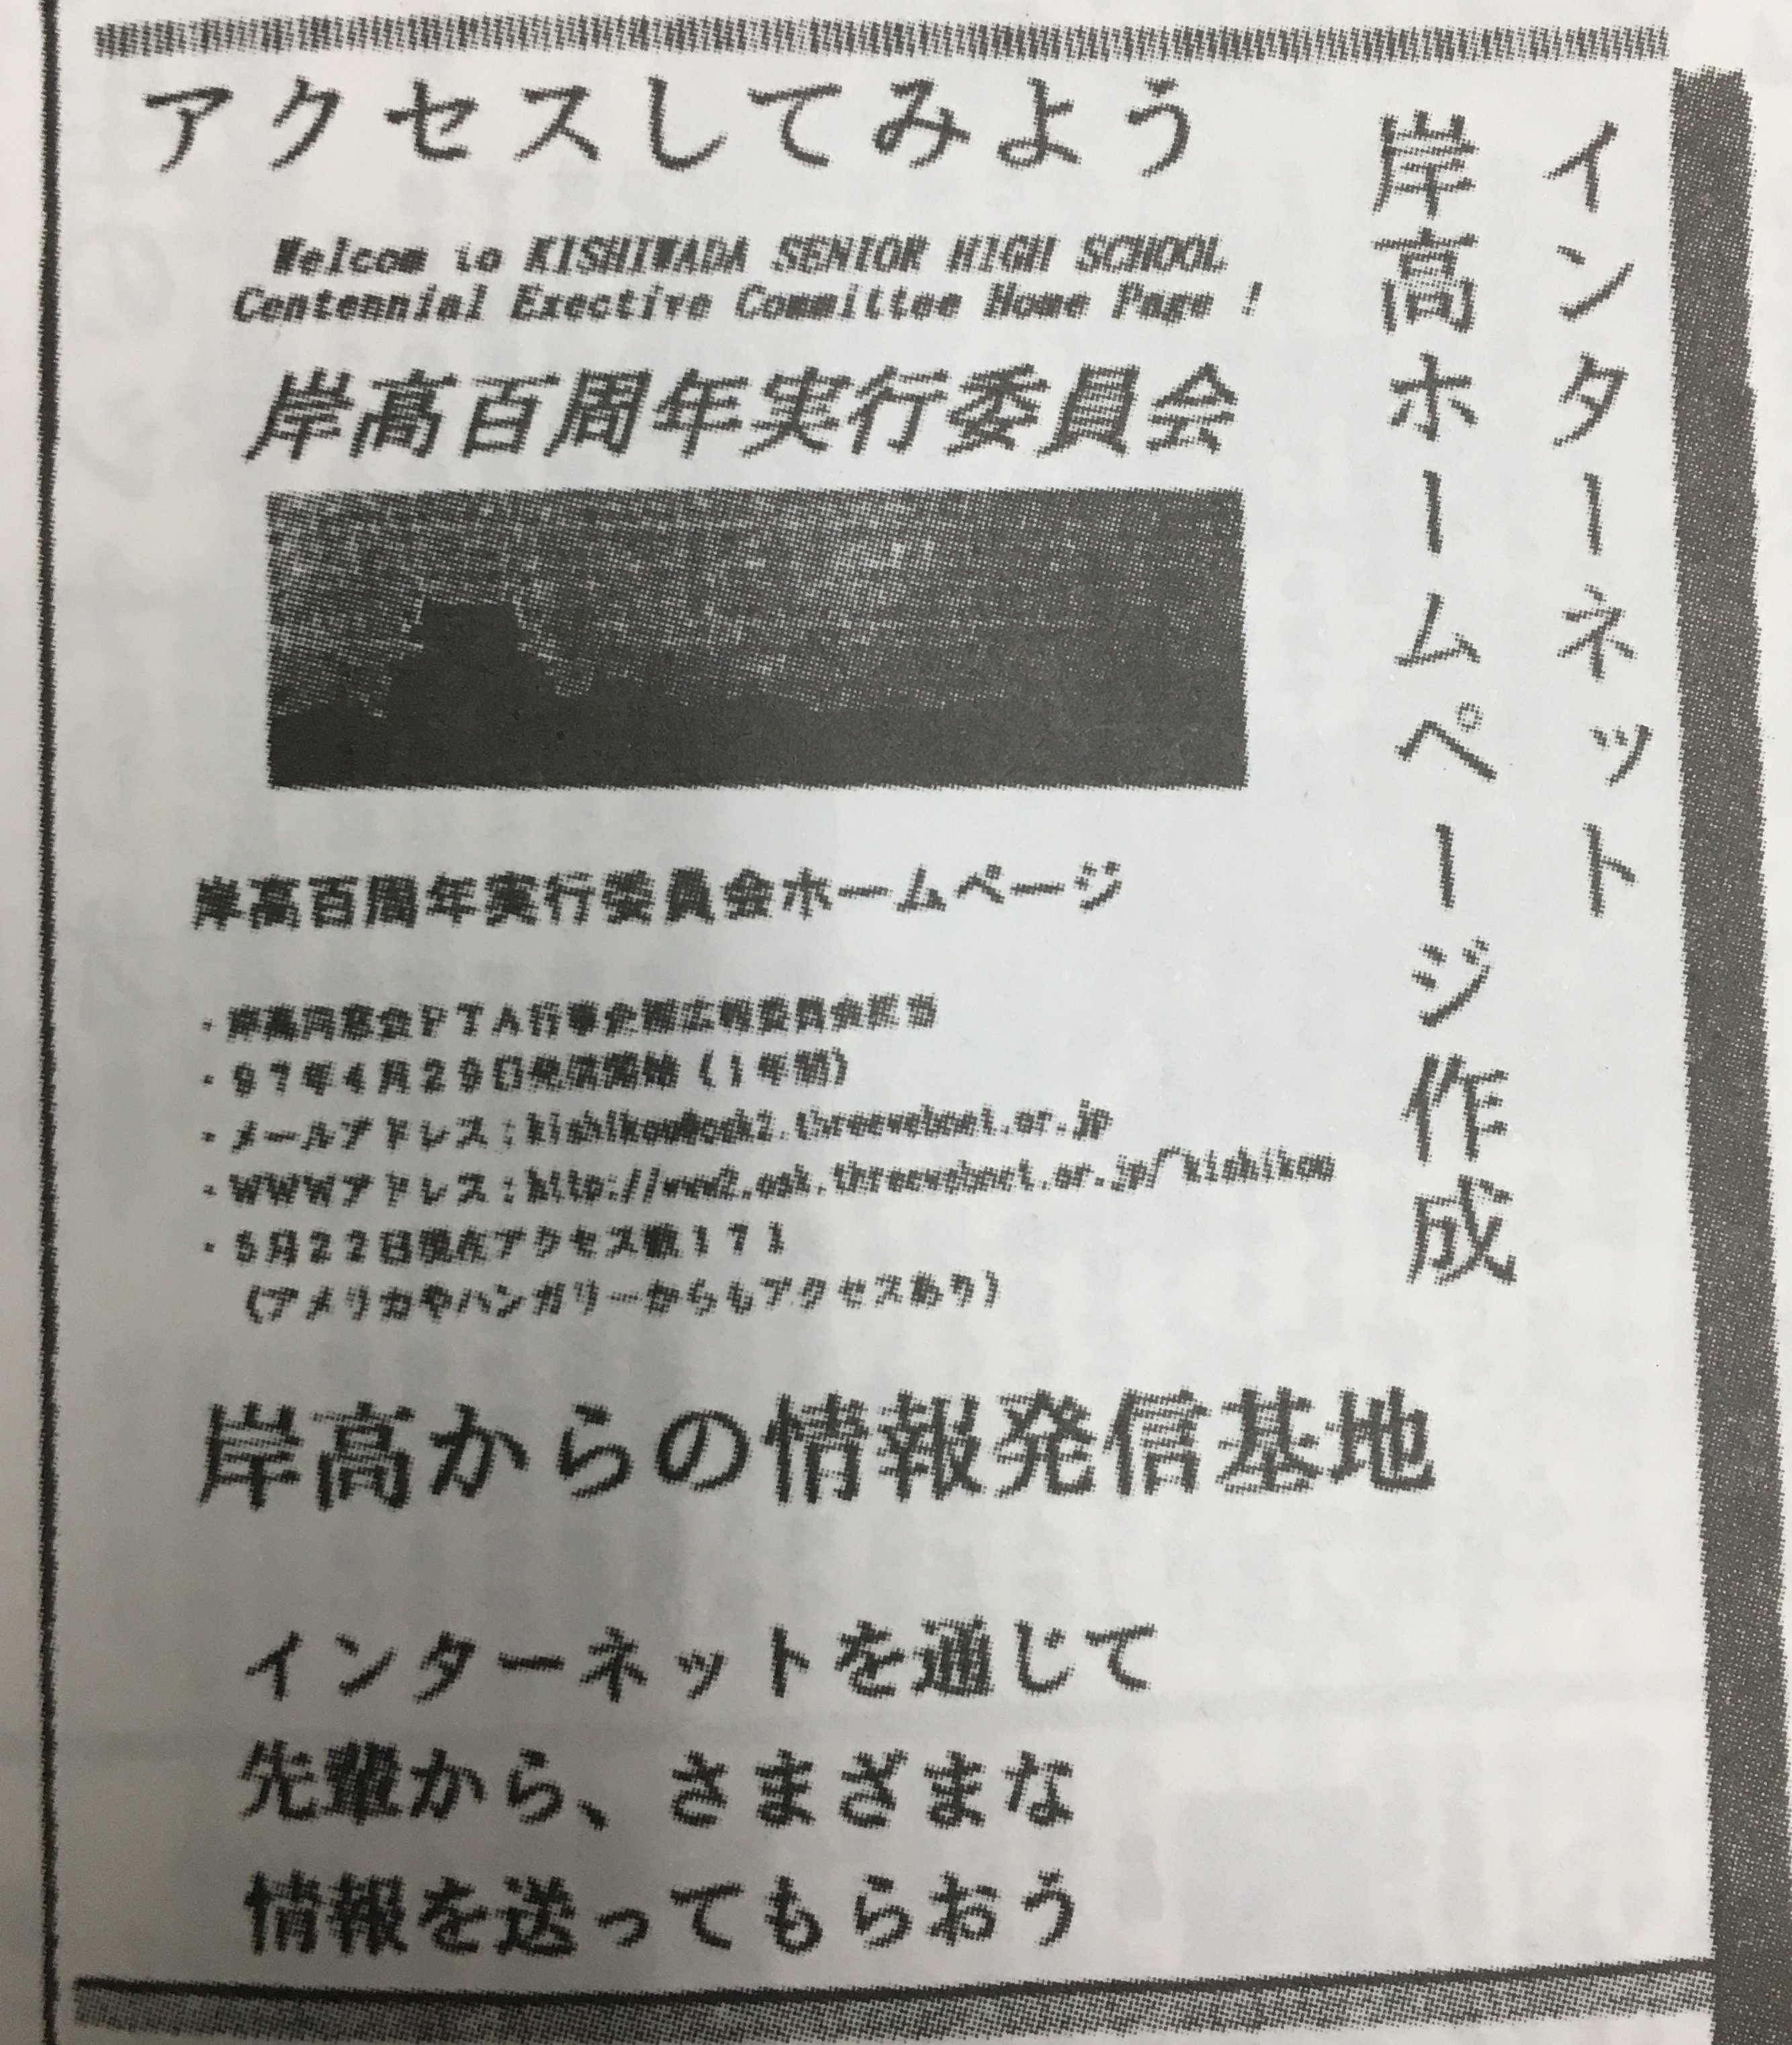 インターネット
岸高ホームページ作成
アクセスしてみよう
Welcom to KISHIWADA SENIOR HIGH SCHOOL
Centennial Exective Committee Home Page !
岸高百周年実行委員会
岸高百周年実行委員会ホームページ
・岸高同窓会PTA行事企画広報委員会担当
・97年4月29日発信開始(1年間)
・メールアドレス:kishikou@osk2.threewebnet.or.jp
・WWWアドレス:http://www2.osk.threewebnet.or.jp/~kishikou
・5月22日現在アクセス数171
(アメリカやハンガリーからもアクセスあり)
岸高からの情報発信基地
インターネットを通じて
先輩から、さまざまな
情報を送ってもらおう